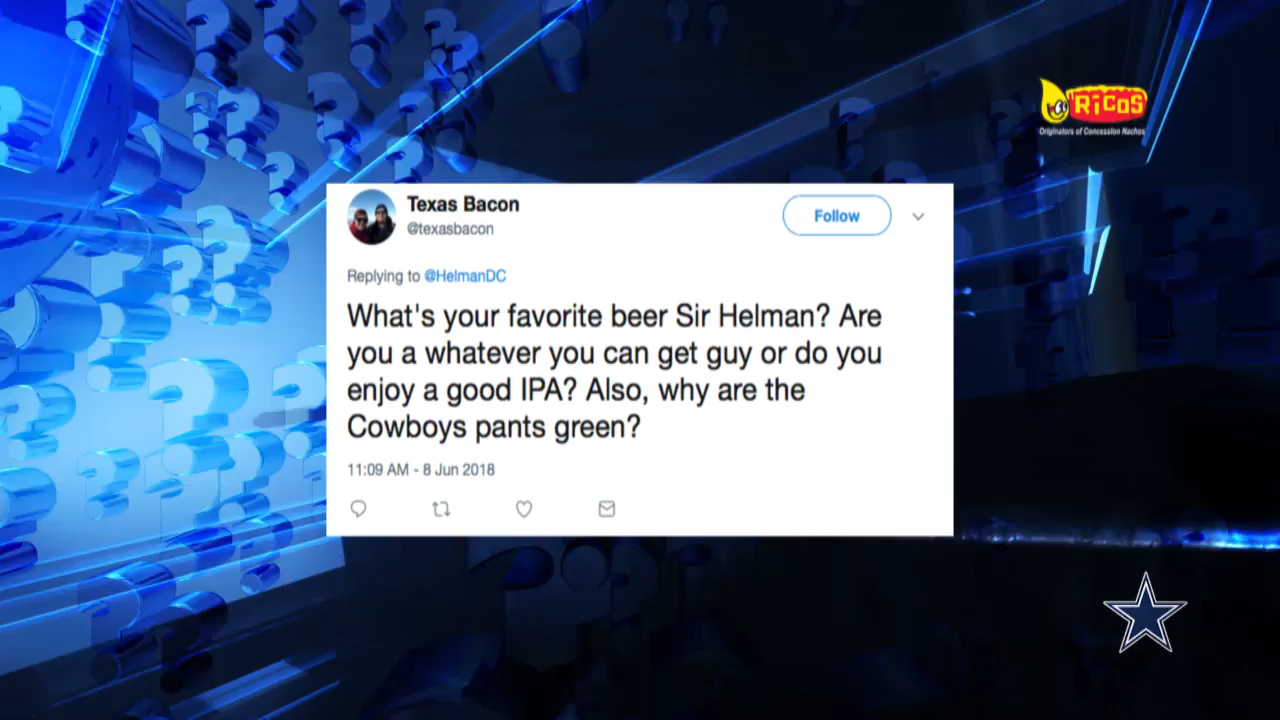 RiCOS
Originators of Concession Nachos
Texas Bacon
@texasbacon
Follow
Replying to @HelmanDC
What's your favorite beer Sir Helman? Are
you a whatever you can get guy or do you
enjoy a good IPA? Also, why are the
Cowboys pants green?
11:09 AM - 8 Jun 2018